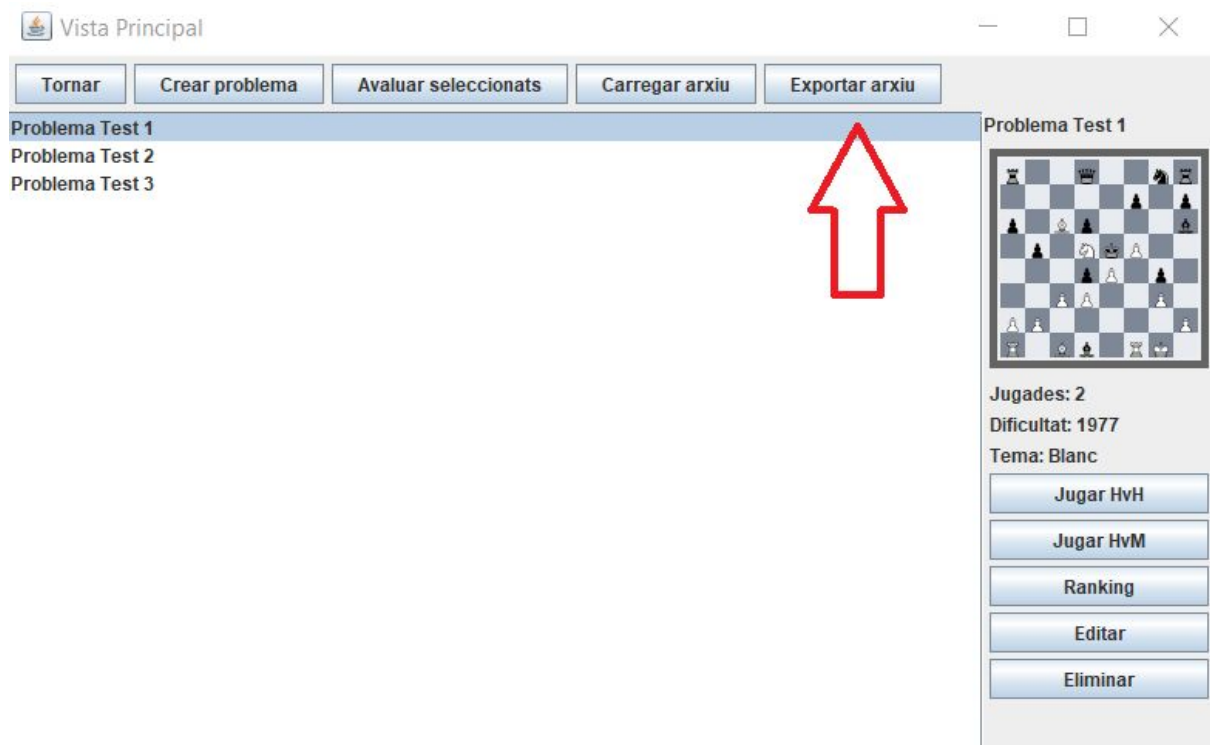 Vista Principal
Tornar
Crear problema
Avaluar seleccionats
Carregar arxiu
Exportar arxiu
Problema Test 1
Problema Test 2
Problema Test 3
Problema Test 1
Jugades: 2
Dificultat: 1977
Tema: Blanc
Jugar HvH
Jugar HvM
Ranking
Editar
Eliminar